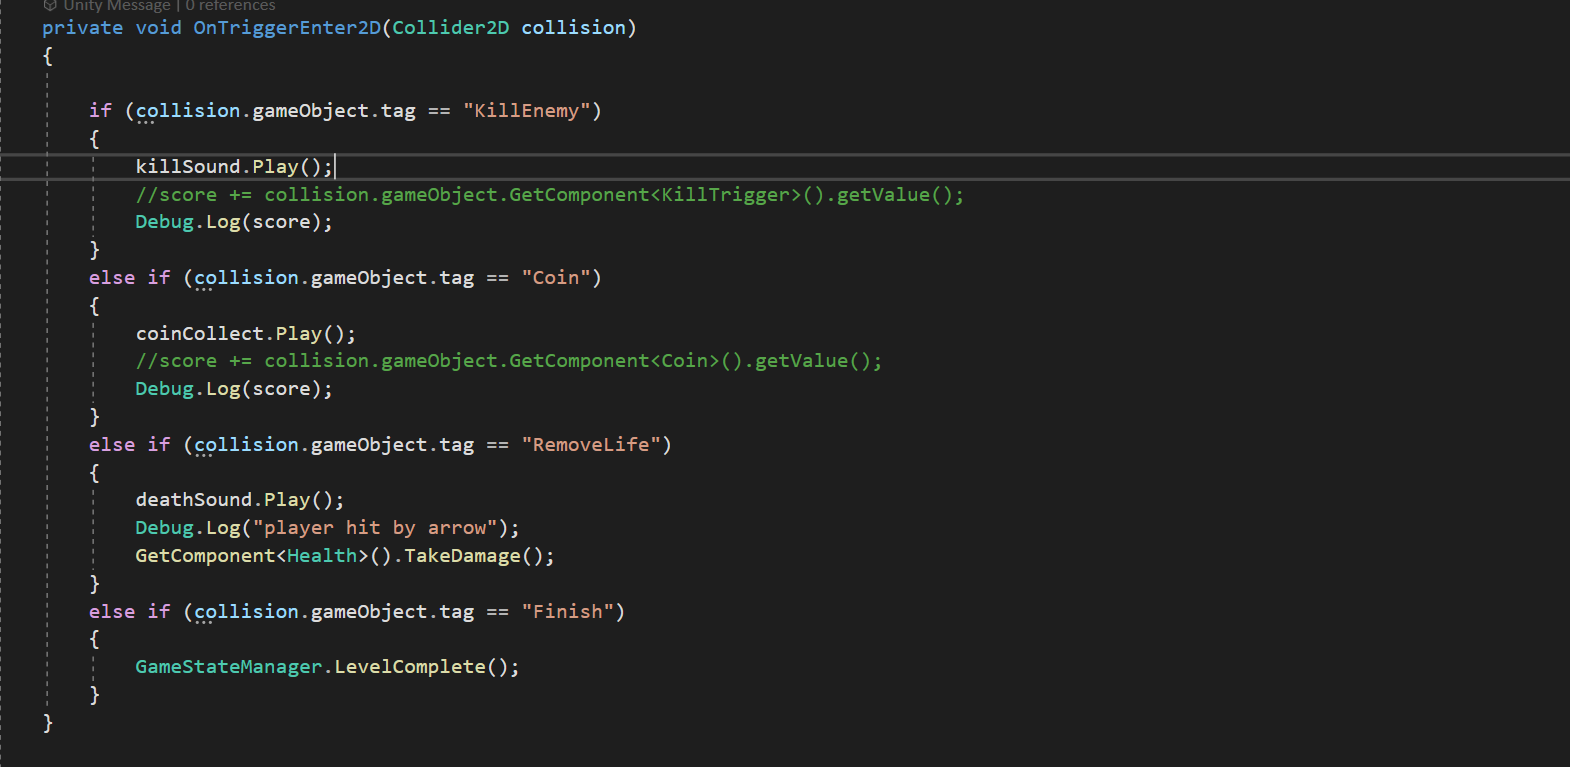 Unity Message | 0 references
private void OnTriggerEnter2D(Collider2D collision)
{
if (collision.gameObject.tag == "KillEnemy")
{
killSound.Play();
//score += collision.gameObject.GetComponent<KillTrigger>().getValue();
Debug.Log(score);
}
else if (collision.gameObject.tag == "Coin")
{
coinCollect.Play();
//score += collision.gameObject.GetComponent<Coin>().getValue();
Debug.Log(score);
}
else if (collision.gameObject.tag == "RemoveLife")
{
deathSound.Play();
Debug.Log("player hit by arrow");
GetComponent<Health>().TakeDamage();
}
else if (collision.gameObject.tag == "Finish")
{
GameStateManager.LevelComplete();
}
}